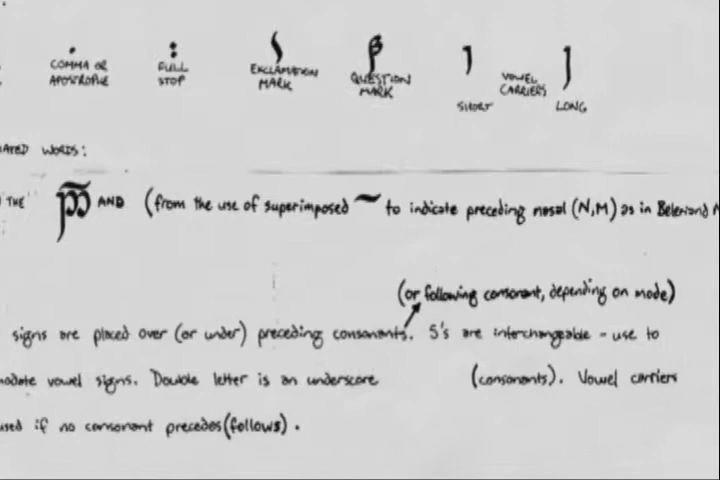 COMMA OR APOSTROPHE
FULL STOP
EXCLAMATION MARK
QUESTION MARK
SHORT
VOWEL CARRIERS
LONG
WORDS:
THE
AND (from the use of superimposed ~ to indicate preceding nasal (N,M) as in Beleriand
(or following consonant, depending on mode)
signs are placed over (or under) preceding consonants. S's are interchangeable - use to
vowel signs. Double letter is an underscore (consonants). Vowel carriers
used if no consonant precedes (follows).